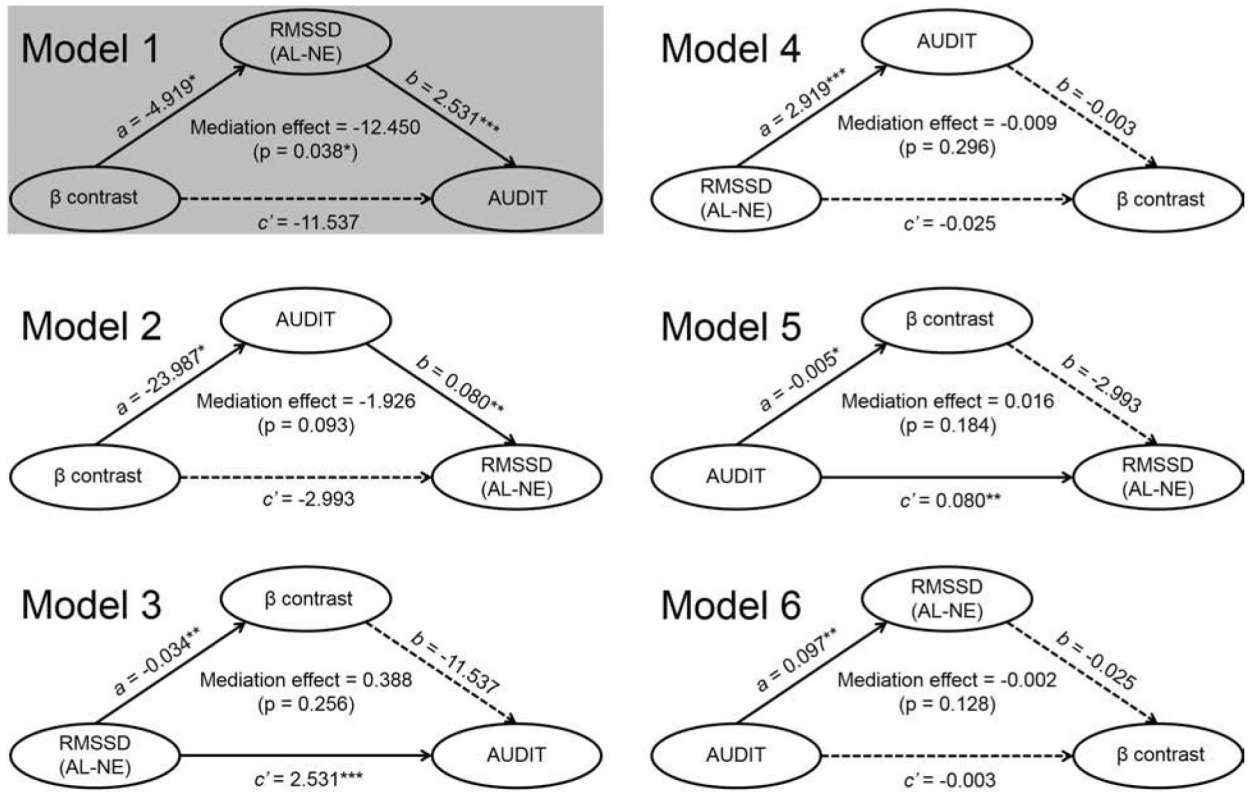 Model 1
RMSSD
(AL-NE)
a = -4.919*
b = 2.531***
Mediation effect = -12.450
(p = 0.038*)
β contrast
AUDIT
c' = -11.537
Model 4
AUDIT
a = 2.919***
b = -0.003
Mediation effect = -0.009
(p = 0.296)
RMSSD
(AL-NE)
β contrast
c' = -0.025
Model 2
AUDIT
a = -23.987*
b = 0.080**
Mediation effect = -1.926
(p = 0.093)
β contrast
RMSSD
(AL-NE)
c' = -2.993
Model 5
β contrast
a = -0.005*
b = -2.993
Mediation effect = 0.016
(p = 0.184)
AUDIT
RMSSD
(AL-NE)
c' = 0.080**
Model 3
β contrast
a = -0.034**
b = -11.537
Mediation effect = 0.388
(p = 0.256)
RMSSD
(AL-NE)
AUDIT
c' = 2.531***
Model 6
RMSSD
(AL-NE)
a = 0.097**
b = -0.025
Mediation effect = -0.002
(p = 0.128)
AUDIT
β contrast
c' = -0.003